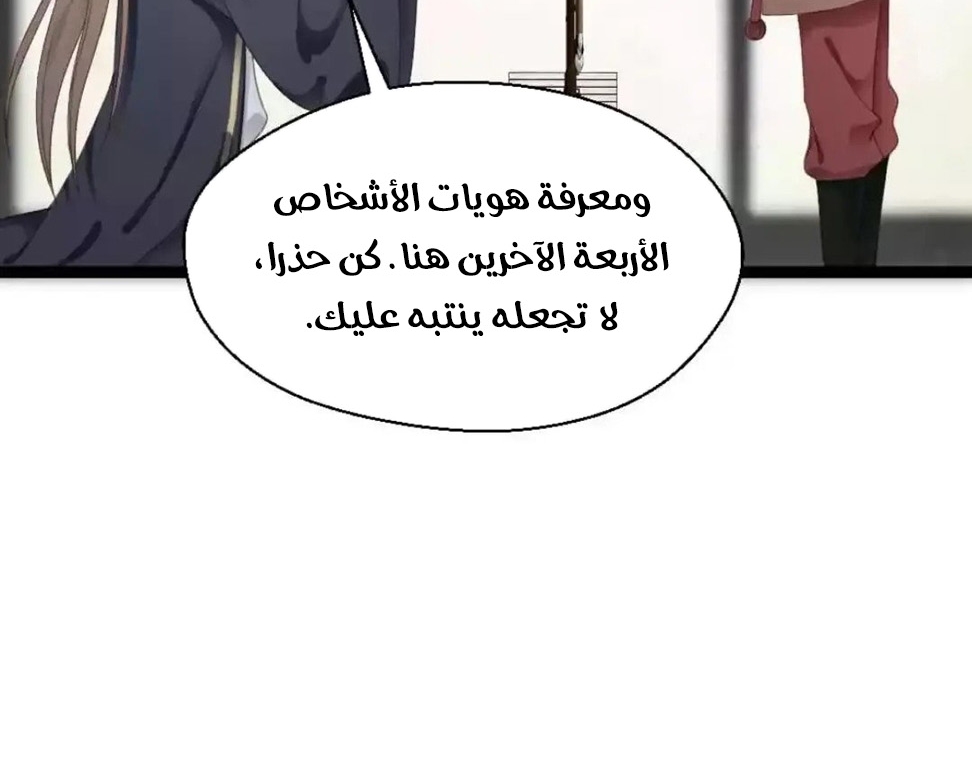 ومعرفة هويات الأشخاص
الأربعة الآخرين هنا. كن حذرا،
لا تجعله ينتبه عليك.